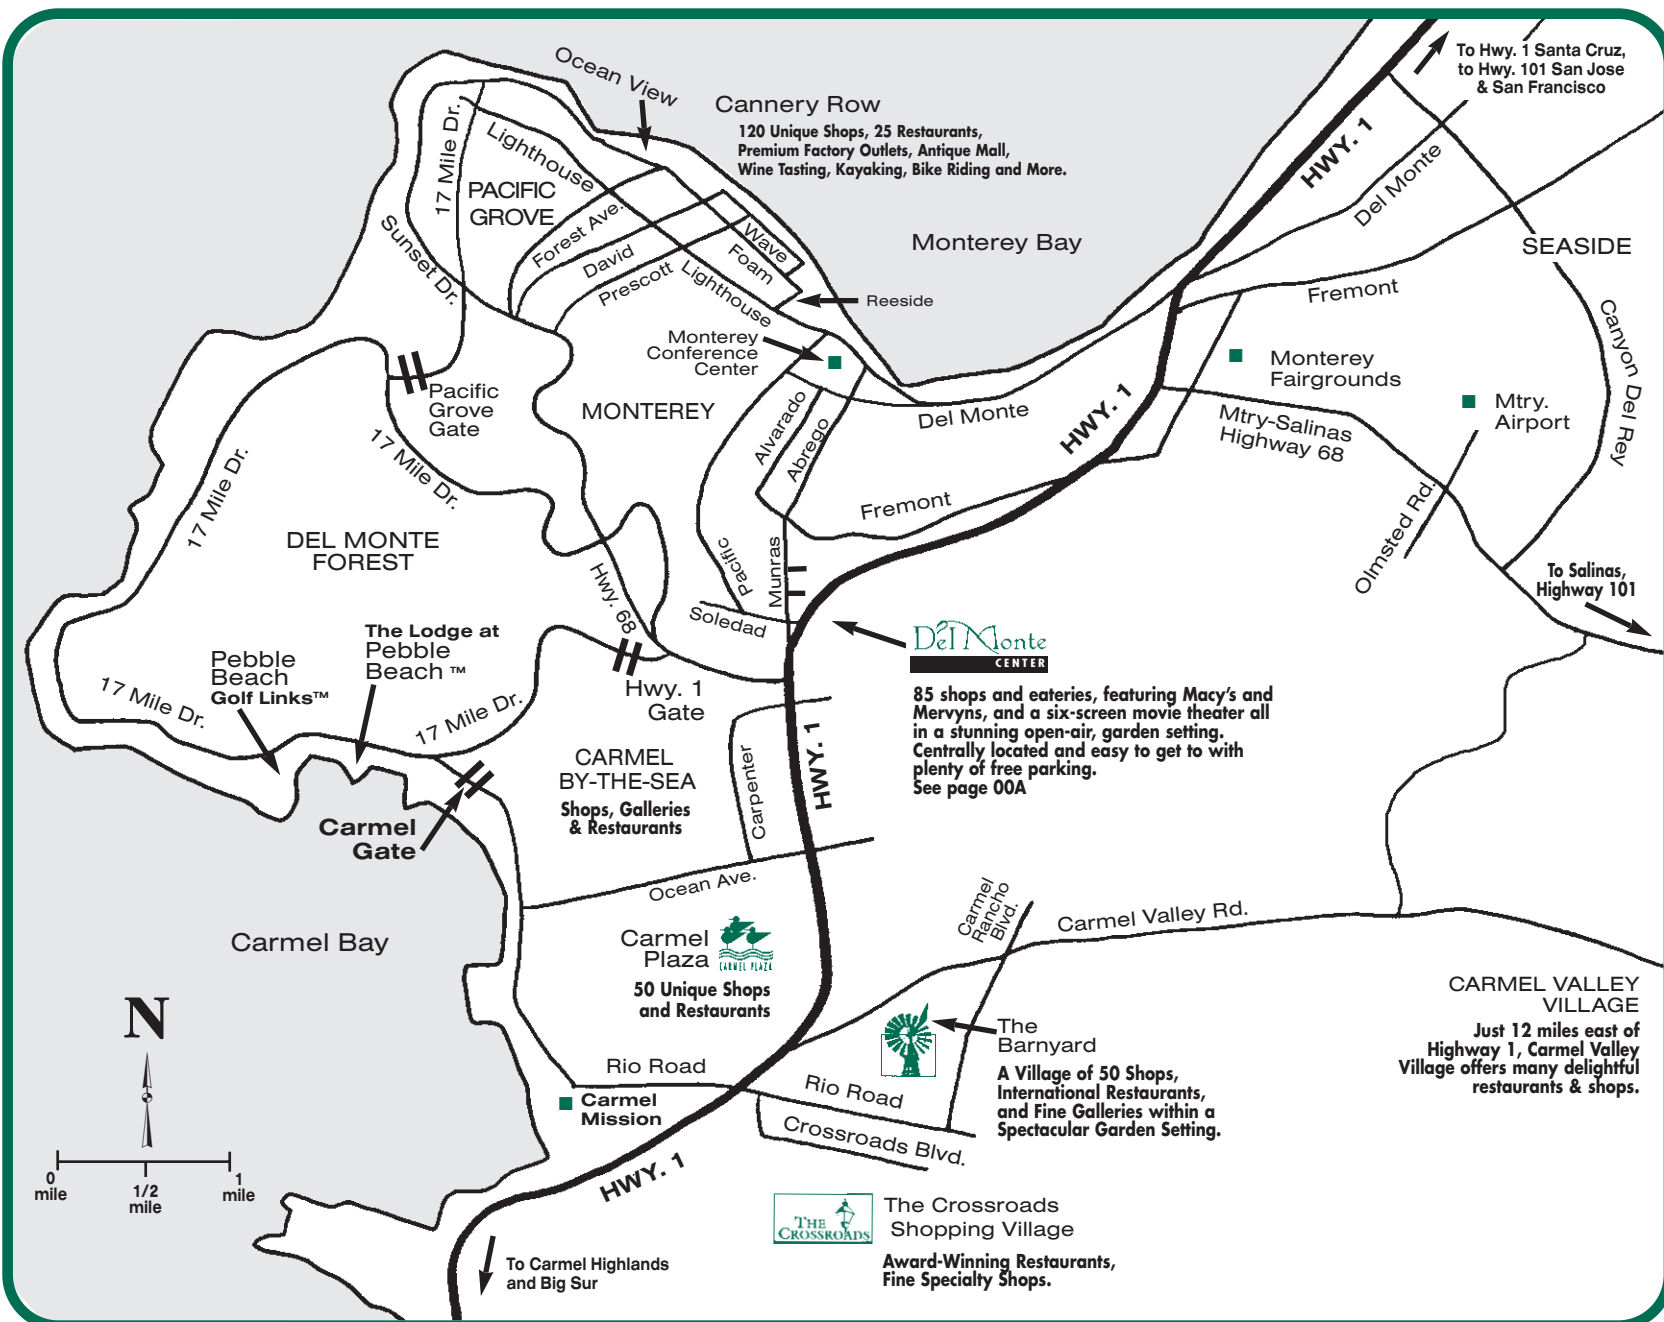 Ocean View
Cannery Row
120 Unique Shops, 25 Restaurants,
Premium Factory Outlets, Antique Mall,
Wine Tasting, Kayaking, Bike Riding and More.
To Hwy. 1 Santa Cruz,
to Hwy. 101 San Jose
& San Francisco
HWY. 1
Del Monte
17 Mile Dr.
Lighthouse
PACIFIC
GROVE
Sunset Dr.
Forest Ave.
David
Prescott
Wave
Foam
Lighthouse
Reeside
Monterey Bay
SEASIDE
Fremont
Canyon Del Rey
Monterey
Conference
Center
Monterey
Fairgrounds
Mtry.
Airport
Pacific
Grove
Gate
MONTEREY
Alvarado
Abrego
Del Monte
HWY. 1
Mtry-Salinas
Highway 68
17 Mile Dr.
17 Mile Dr.
Fremont
Olmsted Rd.
DEL MONTE
FOREST
Hwy. 68
Pacific
Munras
Soledad
To Salinas,
Highway 101
Del Monte
CENTER
85 shops and eateries, featuring Macy's and
Mervyns, and a six-screen movie theater all
in a stunning open-air, garden setting.
Centrally located and easy to get to with
plenty of free parking.
See page 00A
The Lodge at
Pebble
Beach ™
Pebble
Beach
Golf Links™
17 Mile Dr.
17 Mile Dr.
Hwy. 1
Gate
CARMEL
BY-THE-SEA
Shops, Galleries
& Restaurants
Carpenter
HWY. 1
Carmel
Gate
Ocean Ave.
Carmel
Rancho
Blvd.
Carmel Valley Rd.
Carmel Bay
Carmel
Plaza
CARMEL PLAZA
50 Unique Shops
and Restaurants
CARMEL VALLEY
VILLAGE
Just 12 miles east of
Highway 1, Carmel Valley
Village offers many delightful
restaurants & shops.
N
The
Barnyard
A Village of 50 Shops,
International Restaurants,
and Fine Galleries within a
Spectacular Garden Setting.
Rio Road
Rio Road
Carmel
Mission
Crossroads Blvd.
0
mile
1/2
mile
1
mile
HWY. 1
THE
CROSSROADS
The Crossroads
Shopping Village
Award-Winning Restaurants,
Fine Specialty Shops.
To Carmel Highlands
and Big Sur